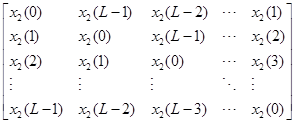 x₂(0) x₂(L−1) x₂(L−2) ⋯ x₂(1)
x₂(1) x₂(0) x₂(L−1) ⋯ x₂(2)
x₂(2) x₂(1) x₂(0) ⋯ x₂(3)
⋮ ⋮ ⋮ ⋱ ⋮
x₂(L−1) x₂(L−2) x₂(L−3) ⋯ x₂(0)